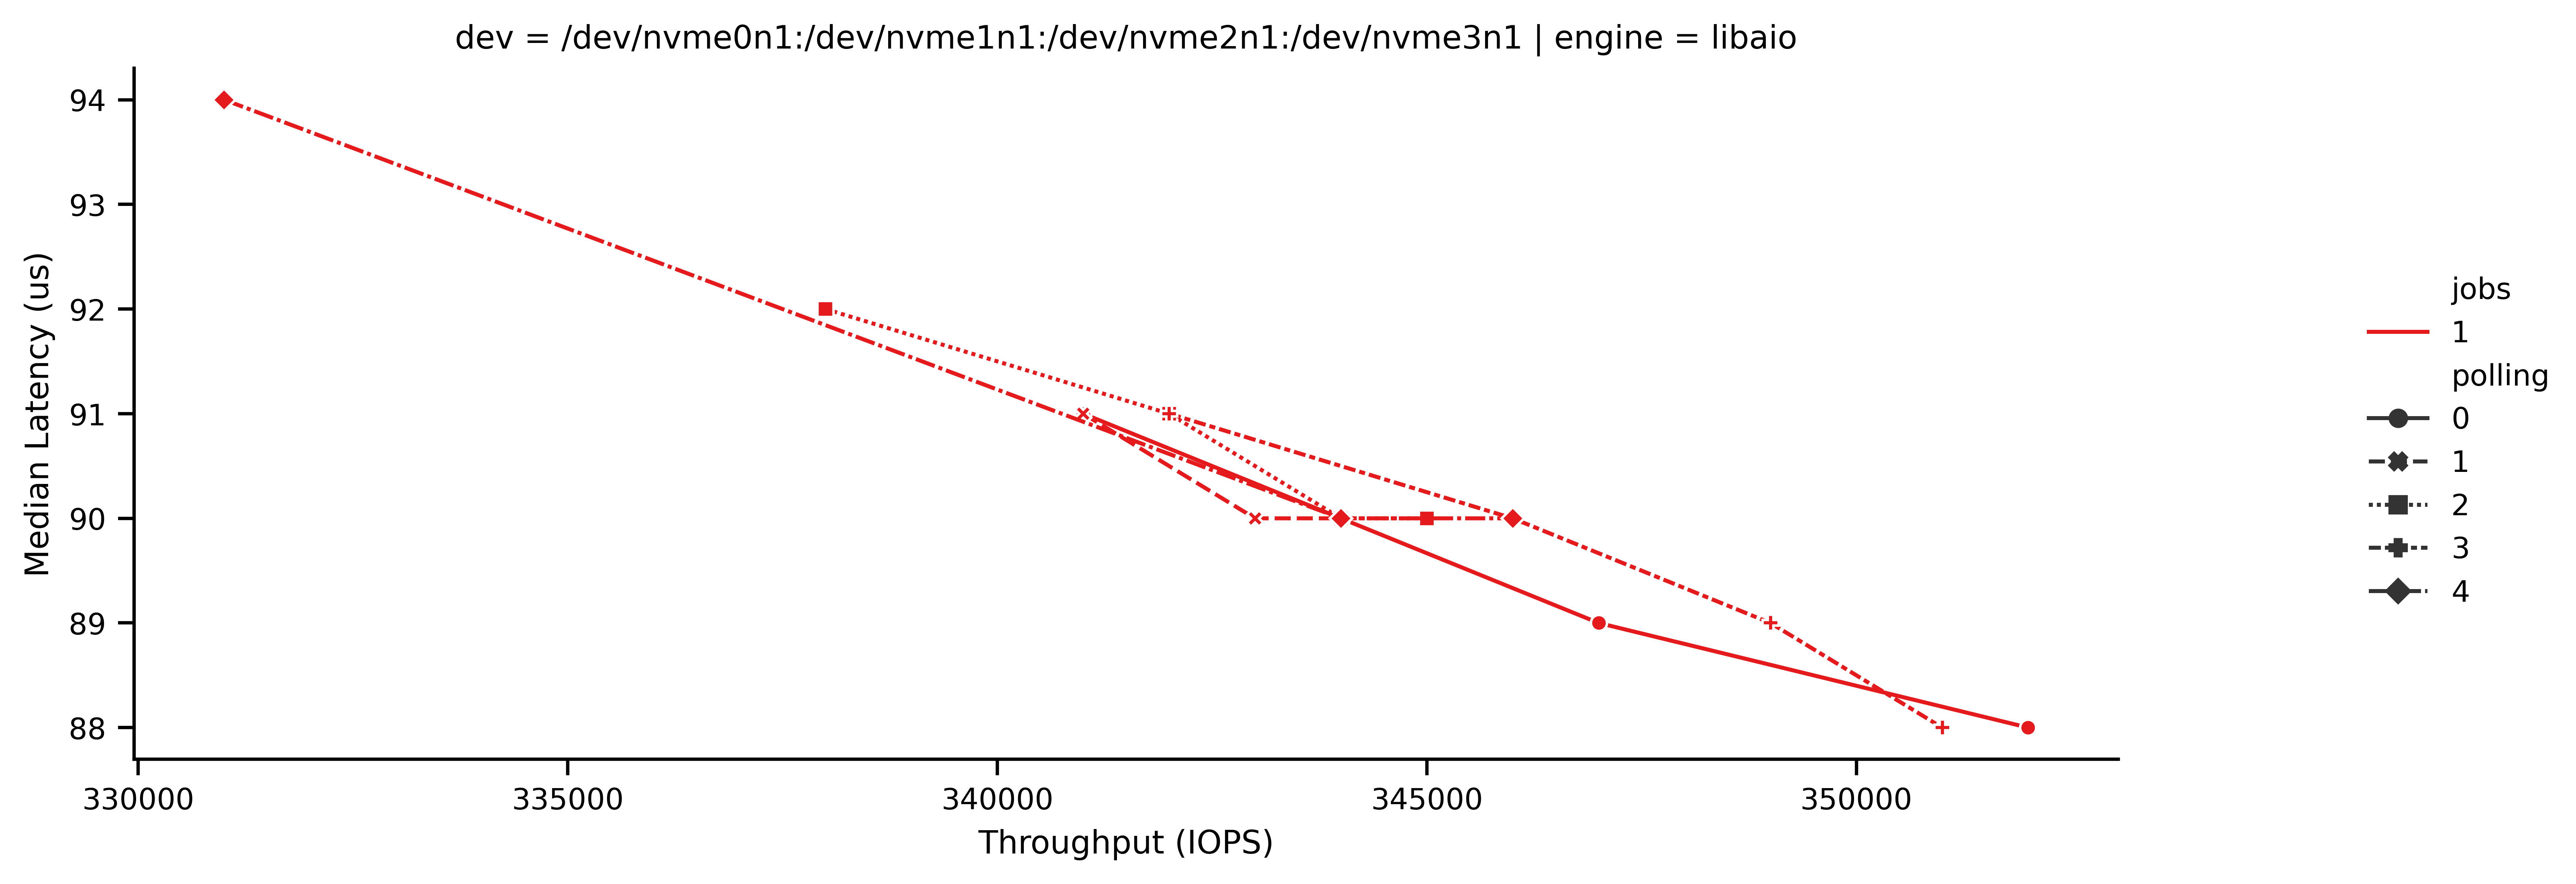 dev = /dev/nvme0n1:/dev/nvme1n1:/dev/nvme2n1:/dev/nvme3n1 | engine = libaio
94
93
92
91
90
89
88
Median Latency (us)
330000 335000 340000 345000 350000
Throughput (IOPS)
jobs
1
polling
0
1
2
3
4